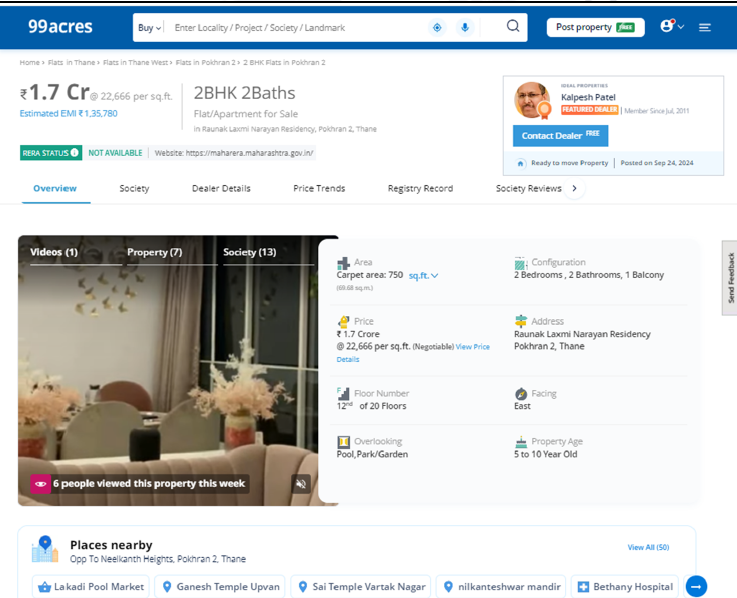 99acres
Buy
Enter Locality / Project / Society / Landmark
Post property FREE
Home › Flats in Thane › Flats in Thane West › Flats in Pokhran 2 › 2 BHK Flats in Pokhran 2
₹1.7 Cr @ 22,666 per sq.ft.
Estimated EMI ₹1,35,780
2BHK 2Baths
Flat/Apartment for Sale
in Raunak Laxmi Narayan Residency, Pokhran 2, Thane
IDEAL PROPERTIES
Kalpesh Patel
FEATURED DEALER | Member Since Jul, 2011
Contact Dealer FREE
Ready to move Property | Posted on Sep 24, 2024
RERA STATUS NOT AVAILABLE | Website: https://maharera.maharashtra.gov.in/
Overview Society Dealer Details Price Trends Registry Record Society Reviews
Videos (1) Property (7) Society (13)
6 people viewed this property this week
Area
Carpet area: 750 sq.ft.
(69.68 sq.m.)
Configuration
2 Bedrooms , 2 Bathrooms, 1 Balcony
Price
₹ 1.7 Crore
@ 22,666 per sq.ft. (Negotiable) View Price
Details
Address
Raunak Laxmi Narayan Residency
Pokhran 2, Thane
Floor Number
12nd of 20 Floors
Facing
East
Overlooking
Pool,Park/Garden
Property Age
5 to 10 Year Old
Send Feedback
Places nearby
Opp To Neelkanth Heights, Pokhran 2, Thane
View All (50)
Lakadi Pool Market Ganesh Temple Upvan Sai Temple Vartak Nagar nilkanteshwar mandir Bethany Hospital